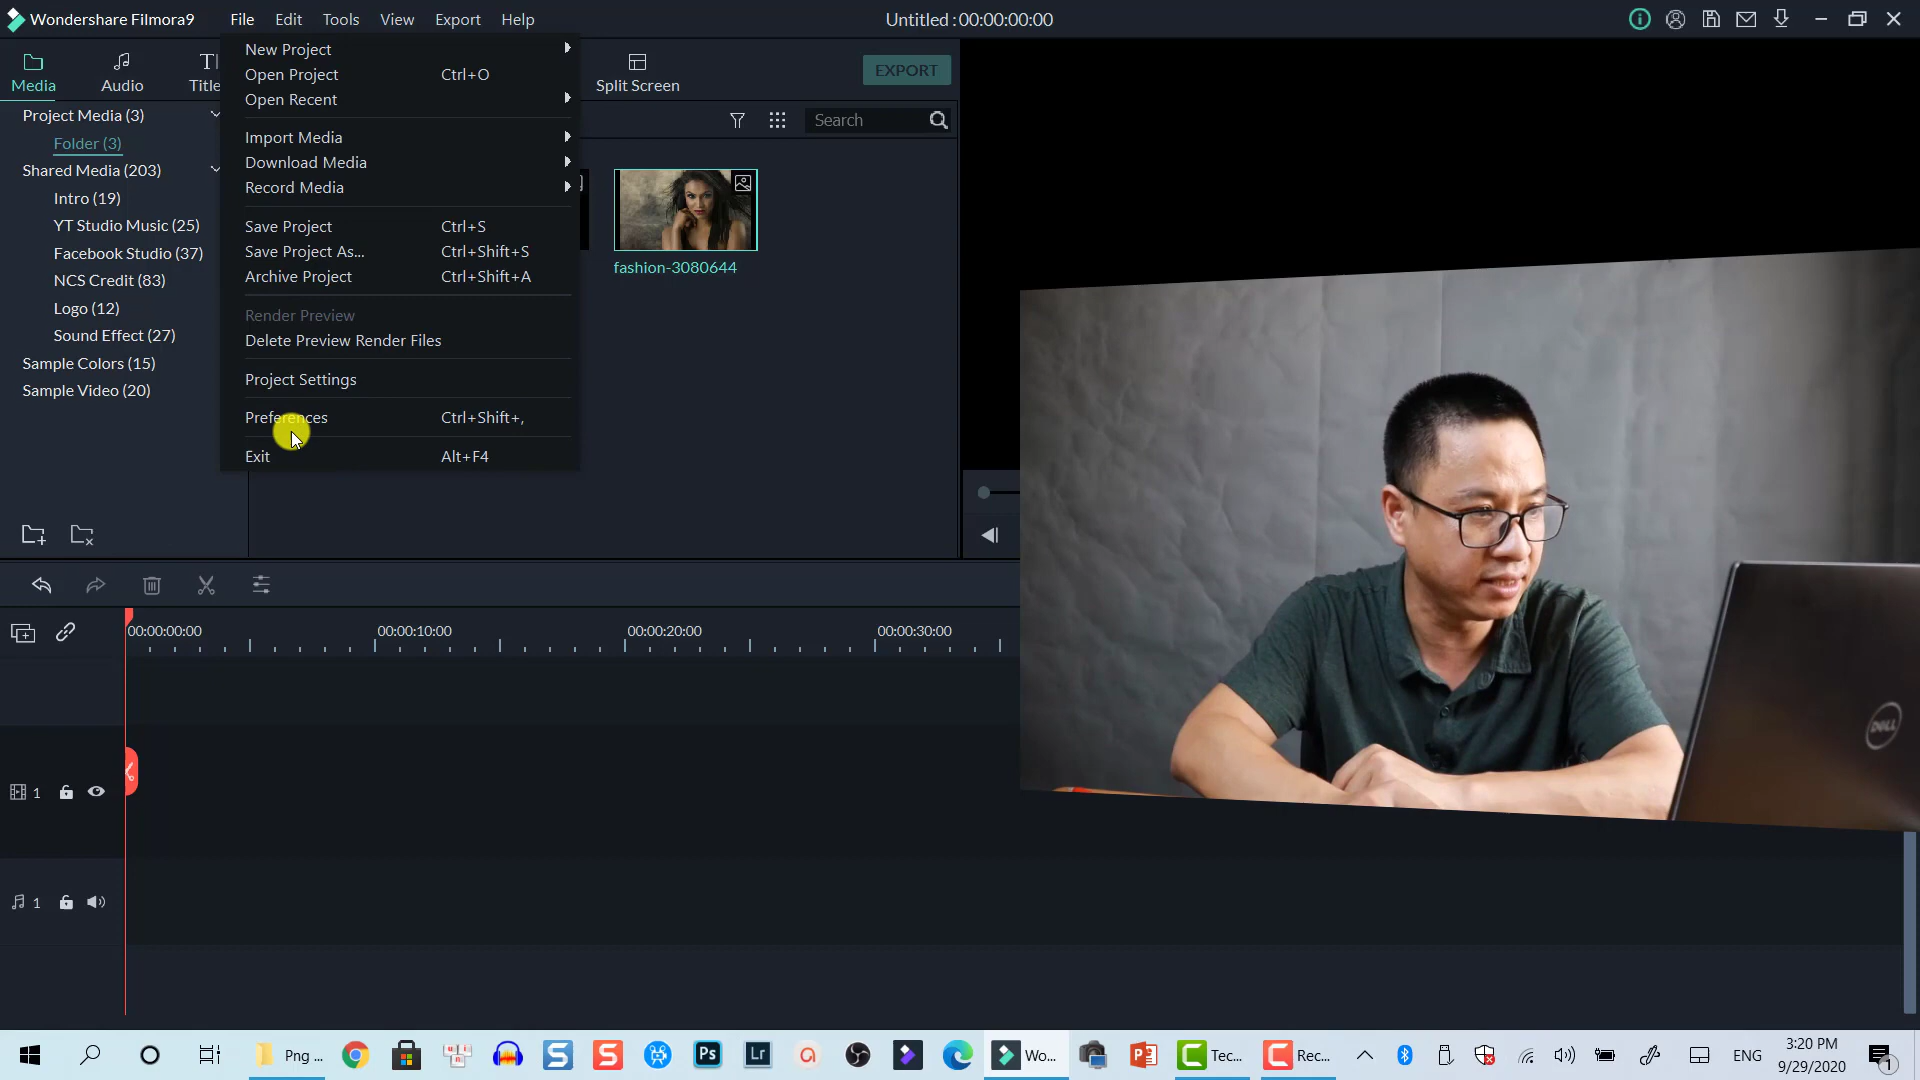 Wondershare Filmora9 File Edit Tools View Export Help Untitled : 00:00:00:00
Media Audio Title Split Screen EXPORT
New Project
Open Project Ctrl+O
Open Recent
Import Media
Download Media
Record Media
Save Project Ctrl+S
Save Project As... Ctrl+Shift+S
Archive Project Ctrl+Shift+A
Render Preview
Delete Preview Render Files
Project Settings
Preferences Ctrl+Shift+,
Exit Alt+F4
Project Media (3)
Folder (3)
Shared Media (203)
Intro (19)
YT Studio Music (25)
Facebook Studio (37)
NCS Credit (83)
Logo (12)
Sound Effect (27)
Sample Colors (15)
Sample Video (20)
Search
fashion-3080644
00:00:00:00 00:00:10:00 00:00:20:00 00:00:30:00
DELL
1
1
Png ... Ps Lr Wo... Tec... Rec... ENG 3:20 PM
9/29/2020
1